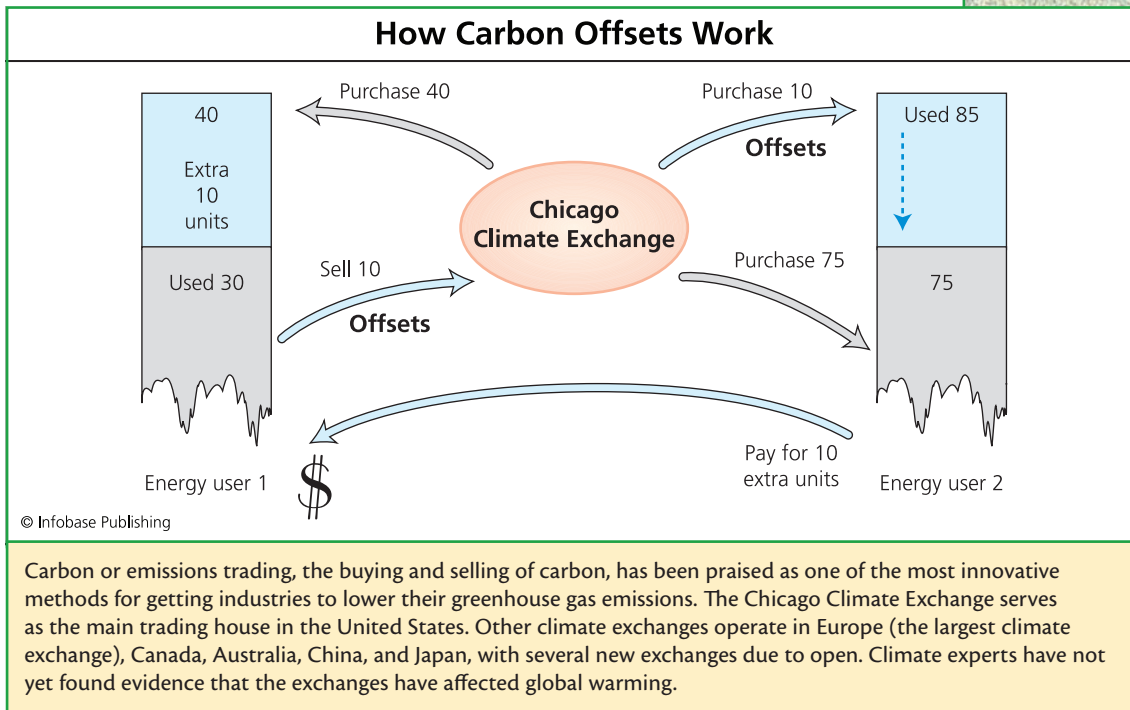 How Carbon Offsets Work
Purchase 40
Purchase 10
40
Extra
10
units
Used 85
Offsets
Chicago
Climate Exchange
Used 30
Sell 10
Offsets
Purchase 75
75
Pay for 10
extra units
Energy user 1
$
Energy user 2
© Infobase Publishing
Carbon or emissions trading, the buying and selling of carbon, has been praised as one of the most innovative
methods for getting industries to lower their greenhouse gas emissions. The Chicago Climate Exchange serves
as the main trading house in the United States. Other climate exchanges operate in Europe (the largest climate
exchange), Canada, Australia, China, and Japan, with several new exchanges due to open. Climate experts have not
yet found evidence that the exchanges have affected global warming.